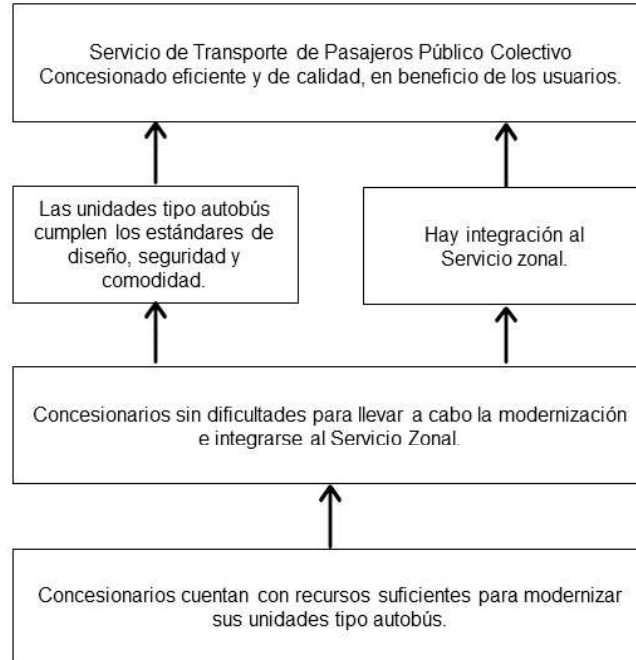 Servicio de Transporte de Pasajeros Público Colectivo
Concesionado eficiente y de calidad, en beneficio de los usuarios.
Las unidades tipo autobús
cumplen los estándares de
diseño, seguridad y
comodidad.
Hay integración al
Servicio zonal.
Concesionarios sin dificultades para llevar a cabo la modernización
e integrarse al Servicio Zonal.
Concesionarios cuentan con recursos suficientes para modernizar
sus unidades tipo autobús.